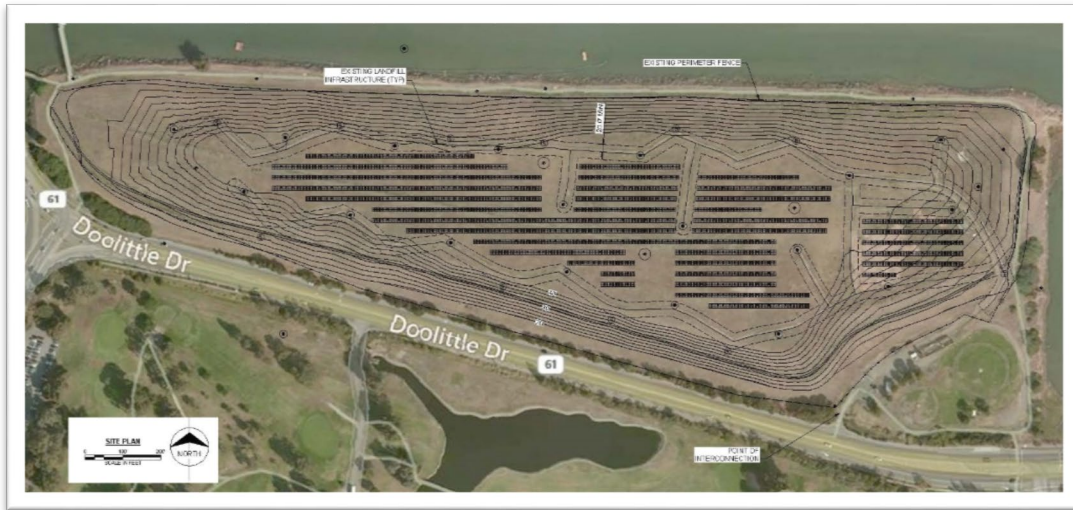 EXISTING LANDFILL
INFRASTRUCTURE (TYP)
EXISTING PERIMETER FENCE
61
Doolittle Dr
Doolittle Dr
61
SITE PLAN
SCALE IN FEET
NORTH
POINT OF
INTERCONNECTION